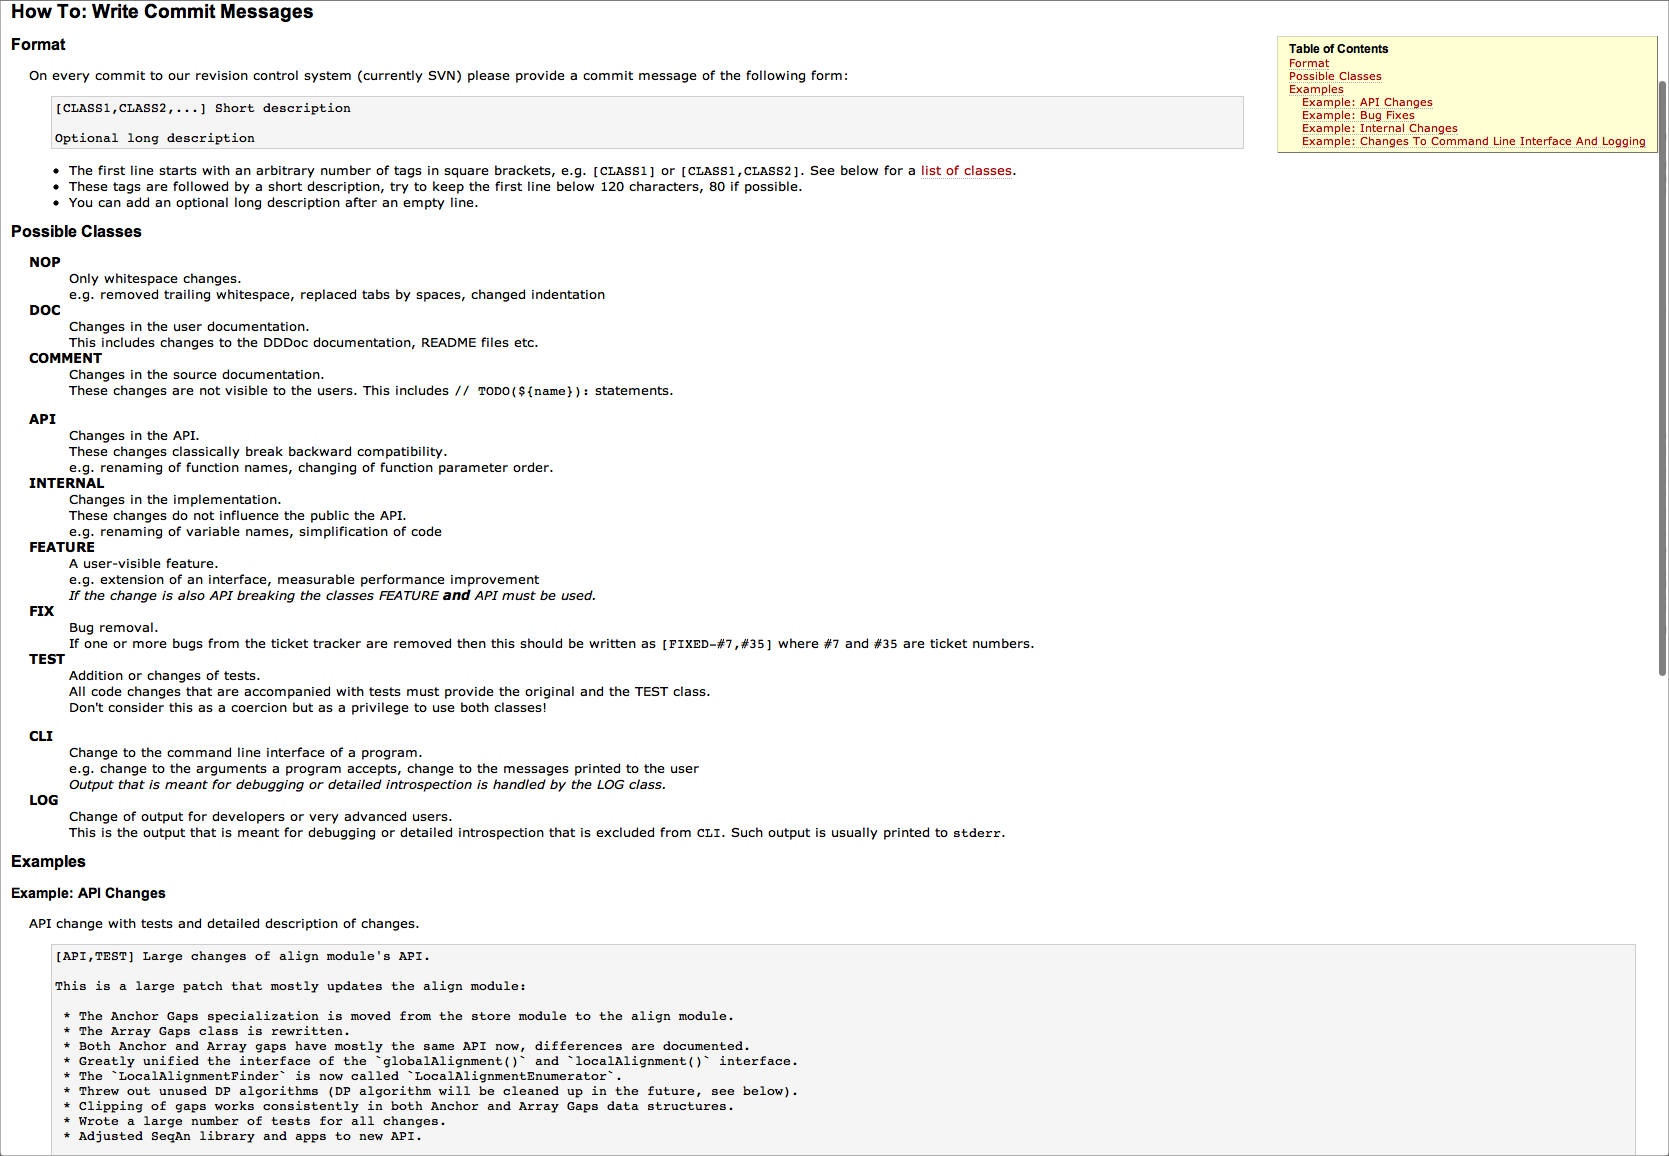 How To: Write Commit Messages
Format
On every commit to our revision control system (currently SVN) please provide a commit message of the following form:
[CLASS1,CLASS2,...] Short description
Optional long description
• The first line starts with an arbitrary number of tags in square brackets, e.g. [CLASS1] or [CLASS1,CLASS2]. See below for a list of classes.
• These tags are followed by a short description, try to keep the first line below 120 characters, 80 if possible.
• You can add an optional long description after an empty line.
Table of Contents
Format
Possible Classes
Examples
Example: API Changes
Example: Bug Fixes
Example: Internal Changes
Example: Changes To Command Line Interface And Logging
Possible Classes
NOP
Only whitespace changes.
e.g. removed trailing whitespace, replaced tabs by spaces, changed indentation
DOC
Changes in the user documentation.
This includes changes to the DDDoc documentation, README files etc.
COMMENT
Changes in the source documentation.
These changes are not visible to the users. This includes // TODO(${name}): statements.
API
Changes in the API.
These changes classically break backward compatibility.
e.g. renaming of function names, changing of function parameter order.
INTERNAL
Changes in the implementation.
These changes do not influence the public the API.
e.g. renaming of variable names, simplification of code
FEATURE
A user-visible feature.
e.g. extension of an interface, measurable performance improvement
If the change is also API breaking the classes FEATURE and API must be used.
FIX
Bug removal.
If one or more bugs from the ticket tracker are removed then this should be written as [FIXED-#7,#35] where #7 and #35 are ticket numbers.
TEST
Addition or changes of tests.
All code changes that are accompanied with tests must provide the original and the TEST class.
Don't consider this as a coercion but as a privilege to use both classes!
CLI
Change to the command line interface of a program.
e.g. change to the arguments a program accepts, change to the messages printed to the user
Output that is meant for debugging or detailed introspection is handled by the LOG class.
LOG
Change of output for developers or very advanced users.
This is the output that is meant for debugging or detailed introspection that is excluded from CLI. Such output is usually printed to stderr.
Examples
Example: API Changes
API change with tests and detailed description of changes.
[API,TEST] Large changes of align module's API.
This is a large patch that mostly updates the align module:
* The Anchor Gaps specialization is moved from the store module to the align module.
* The Array Gaps class is rewritten.
* Both Anchor and Array gaps have mostly the same API now, differences are documented.
* Greatly unified the interface of the `globalAlignment()` and `localAlignment()` interface.
* The `LocalAlignmentFinder` is now called `LocalAlignmentEnumerator`.
* Threw out unused DP algorithms (DP algorithm will be cleaned up in the future, see below).
* Clipping of gaps works consistently in both Anchor and Array Gaps data structures.
* Wrote a large number of tests for all changes.
* Adjusted SeqAn library and apps to new API.